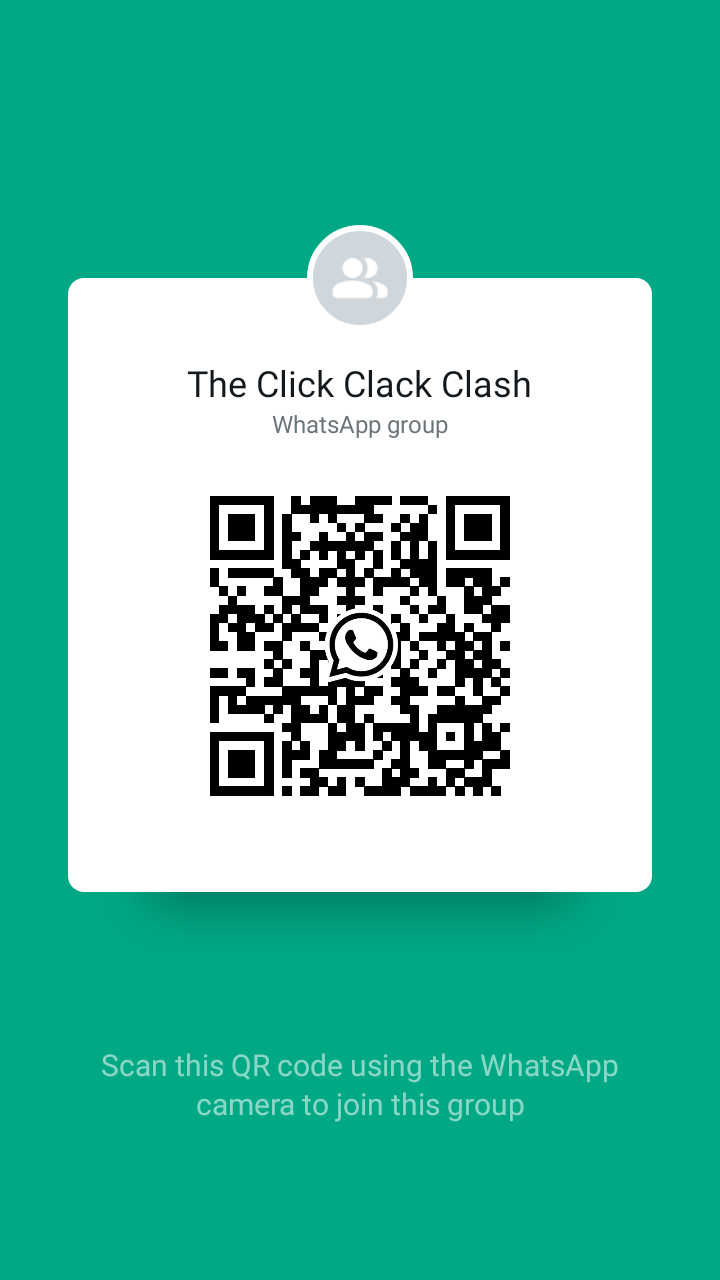 The Click Clack Clash
WhatsApp group
Scan this QR code using the WhatsApp
camera to join this group